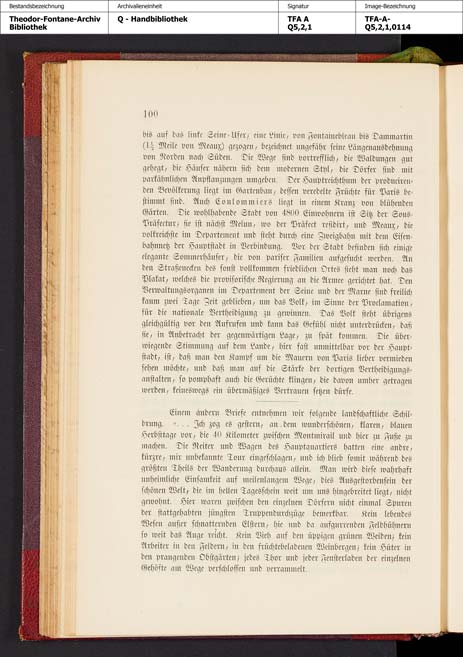 Bestandsbezeichnung
Archivalieneinheit
Signatur
Image-Bezeichnung
Theodor-Fontane-Archiv
Bibliothek
Q - Handbibliothek
TFA A
Q5,2,1
TFA-A-
Q5,2,1,0114
100
bis auf das linke Seine-Ufer; eine Linie, von Fontainebleau bis Dammartin
(1½ Meile von Meaux) gezogen, bezeichnet ungefähr seine Längenausdehnung
von Norden nach Süden. Die Wege sind vortrefflich, die Waldungen gut
gehegt, die Häuser nähern sich dem modernen Styl, die Dörfer sind mit
parkähnlichen Anpflanzungen umgeben. Der Hauptreichthum der produciren-
den Bevölkerung liegt im Gartenbau, dessen veredelte Früchte für Paris be-
stimmt sind. Auch Coulommiers liegt in einem Kranz von blühenden
Gärten. Die wohlhabende Stadt von 4800 Einwohnern ist Sitz der Sous-
Präfectur; sie ist nächst Melun, wo der Präfect residirt, und Meaux, die
volkreichste im Departement und steht durch eine Zweigbahn mit dem Eisen-
bahnnetz der Hauptstadt in Verbindung. Vor der Stadt befinden sich einige
elegante Sommerhäuser, die von pariser Familien aufgesucht werden. An
den Straßenecken des sonst vollkommen friedlichen Ortes sieht man noch das
Plakat, welches die provisorische Regierung an die Armee gerichtet hat. Den
Verwaltungsorganen im Departement der Seine und der Marne sind freilich
kaum zwei Tage Zeit geblieben, um das Volk, im Sinne der Proclamation,
für die nationale Vertheidigung zu gewinnen. Das Volk steht übrigens
gleichgültig vor den Aufrufen und kann das Gefühl nicht unterdrücken, daß
sie, in Anbetracht der gegenwärtigen Lage, zu spät kommen. Die über-
wiegende Stimmung auf dem Lande, hier fast unmittelbar vor der Haupt-
stadt, ist, daß man den Kampf um die Mauern von Paris lieber vermieden
sehen möchte, und daß man auf die Stärke der dortigen Vertheidigungs-
anstalten, so pomphaft auch die Gerüchte klingen, die davon umher getragen
werden, keineswegs ein übermäßiges Vertrauen setzen dürfe.
Einem andern Briefe entnehmen wir folgende landschaftliche Schil-
brung. »... Ich zog es gestern, an dem wunderschönen, klaren, blauen
Herbsttage vor, die 40 Kilometer zwischen Montmirail und hier zu Fuße zu
machen. Die Reiter und Wagen des Hauptquartiers hatten eine andre,
kürzre, mir unbekannte Tour eingeschlagen, und ich blieb somit während des
größten Theils der Wanderung durchaus allein. Man wird diese wahrhaft
unheimliche Einsamkeit auf meilenlangem Wege, dies Ausgestorbensein der
schönen Welt, die im hellen Tagesschein weit um uns hingebreitet liegt, nicht
gewohnt. Hier waren zwischen den einzelnen Dörfern nicht einmal Spuren
der stattgehabten jüngsten Truppendurchzüge bemerkbar. Kein lebendes
Wesen außer schnatternden Elstern, hie und da aufgurrenden Feldhühnern
so weit das Auge reicht. Kein Vieh auf den üppigen grünen Weiden; kein
Arbeiter in den Feldern, in den früchtebeladenen Weinbergen; kein Hüter in
den prangenden Obstgärten; jedes Thor und jeder Fensterladen der einzelnen
Gehöfte am Wege verschlossen und verrammelt.